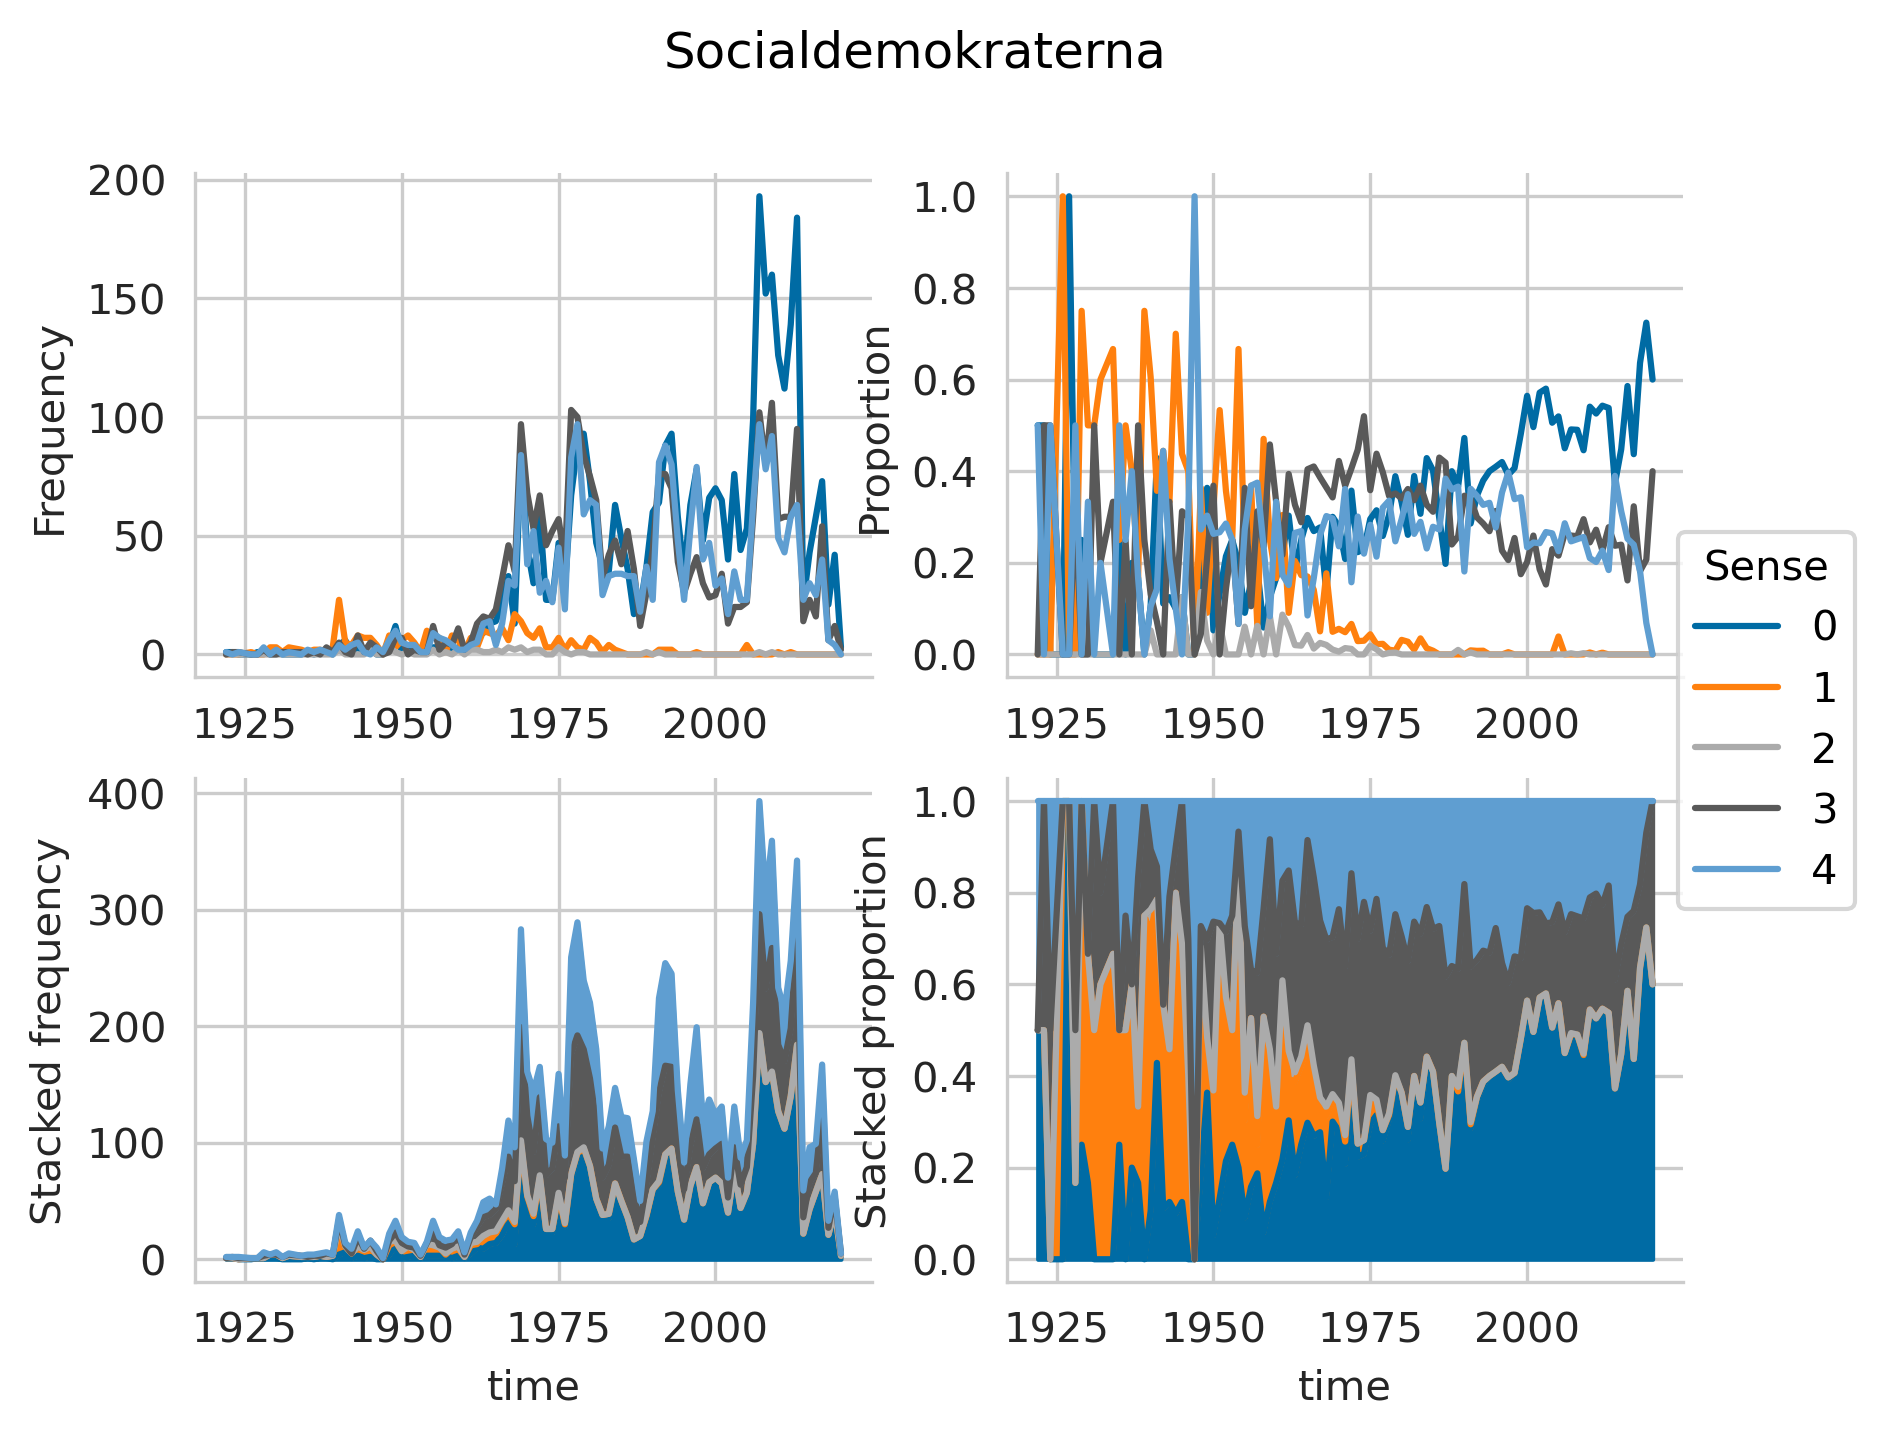 Socialdemokraterna
Frequency
200
150
100
50
0
1925 1950 1975 2000
Proportion
1.0
0.8
0.6
0.4
0.2
0.0
1925 1950 1975 2000
Sense
0
1
2
3
4
Stacked frequency
400
300
200
100
0
1925 1950 1975 2000
time
Stacked proportion
1.0
0.8
0.6
0.4
0.2
0.0
1925 1950 1975 2000
time